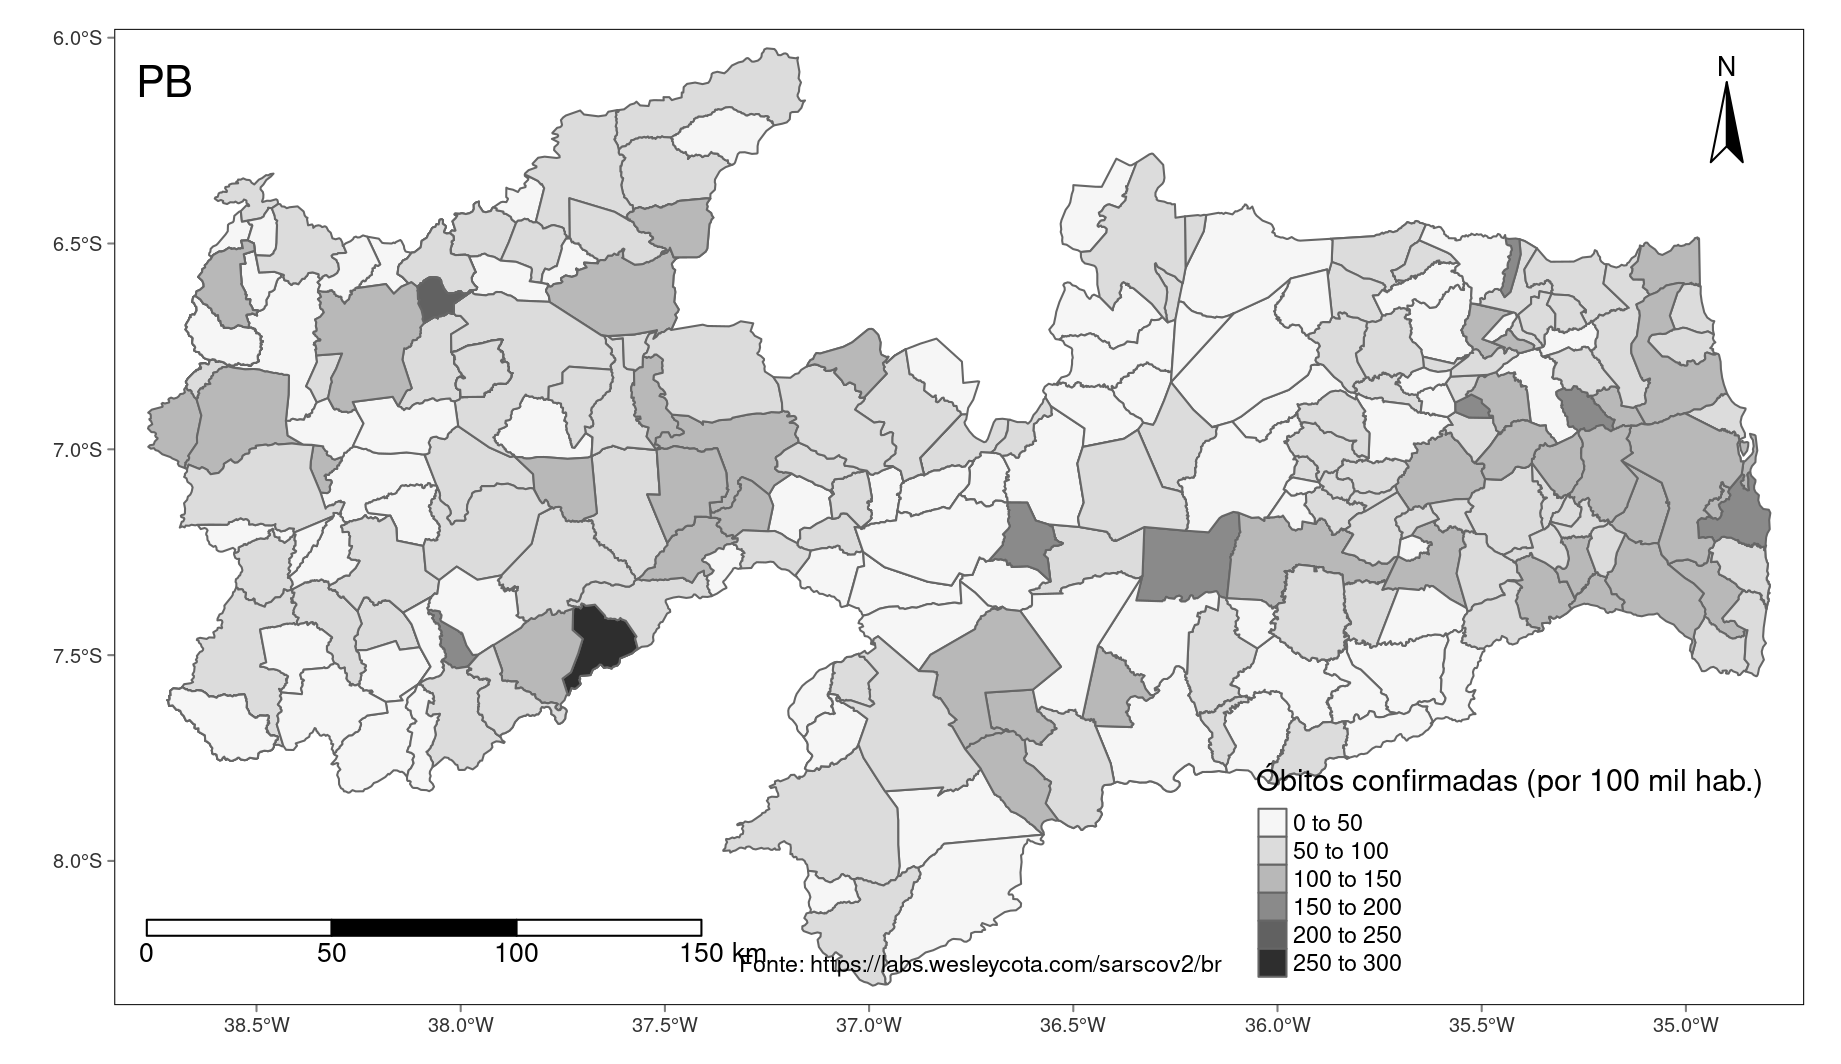 6.0°S
PB
N
6.5°S
7.0°S
7.5°S
8.0°S
Óbitos confirmadas (por 100 mil hab.)
0 to 50
50 to 100
100 to 150
150 to 200
200 to 250
250 to 300
0 50 100 150 km
Fonte: https://labs.wesleycota.com/sarscov2/br
38.5°W 38.0°W 37.5°W 37.0°W 36.5°W 36.0°W 35.5°W 35.0°W